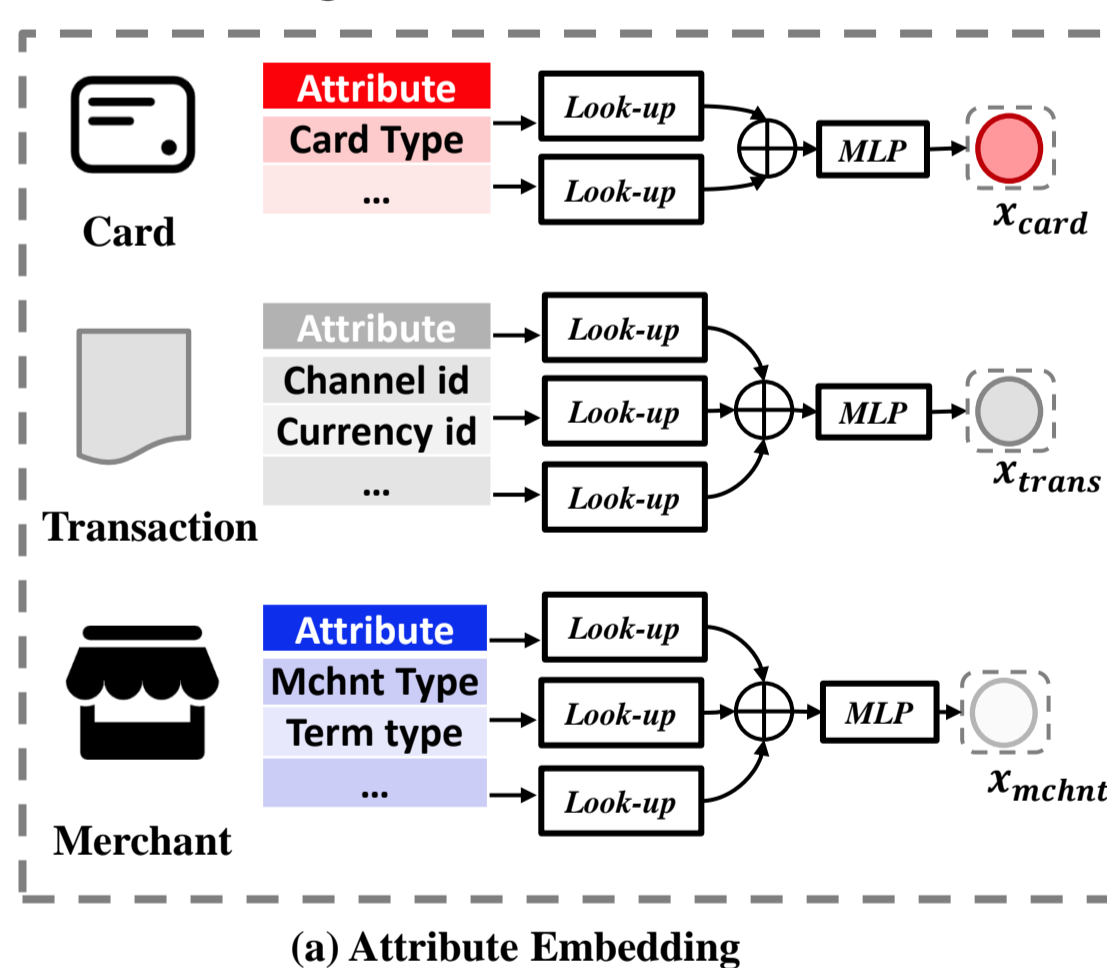 Attribute
Card Type
...
Look-up
Look-up
MLP
x_card
Card
Attribute
Channel id
Currency id
...
Look-up
Look-up
Look-up
MLP
x_trans
Transaction
Attribute
Mchnt Type
Term type
...
Look-up
Look-up
Look-up
MLP
x_mchnt
Merchant
(a) Attribute Embedding